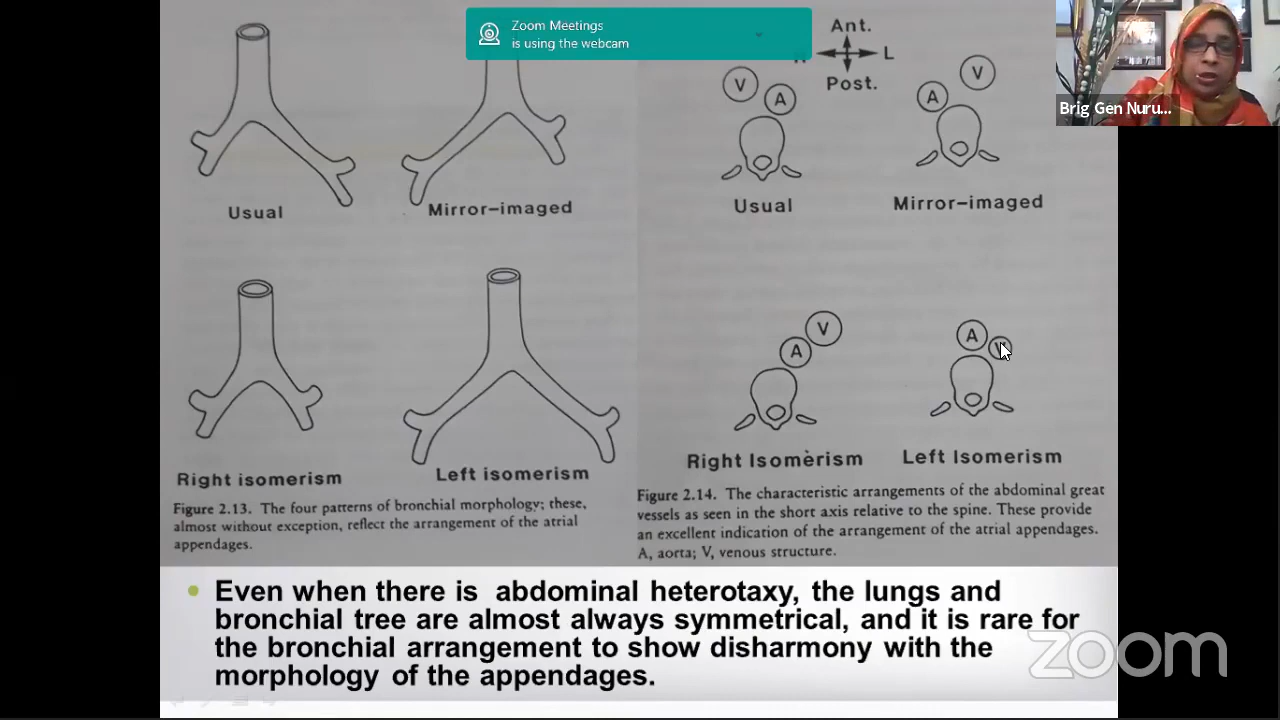 Zoom Meetings
is using the webcam
Ant.
L
Post.
V
A
A
V
Usual
Mirror-imaged
Usual
Mirror-imaged
V
A
A
Right isomerism
Left isomerism
Right Isomerism
Left Isomerism
Figure 2.13. The four patterns of bronchial morphology; these,
almost without exception, reflect the arrangement of the atrial
appendages.
Figure 2.14. The characteristic arrangements of the abdominal great
vessels as seen in the short axis relative to the spine. These provide
an excellent indication of the arrangement of the atrial appendages.
A, aorta; V, venous structure.
Even when there is abdominal heterotaxy, the lungs and
bronchial tree are almost always symmetrical, and it is rare for
the bronchial arrangement to show disharmony with the
morphology of the appendages.
Brig Gen Nuru...
zoom